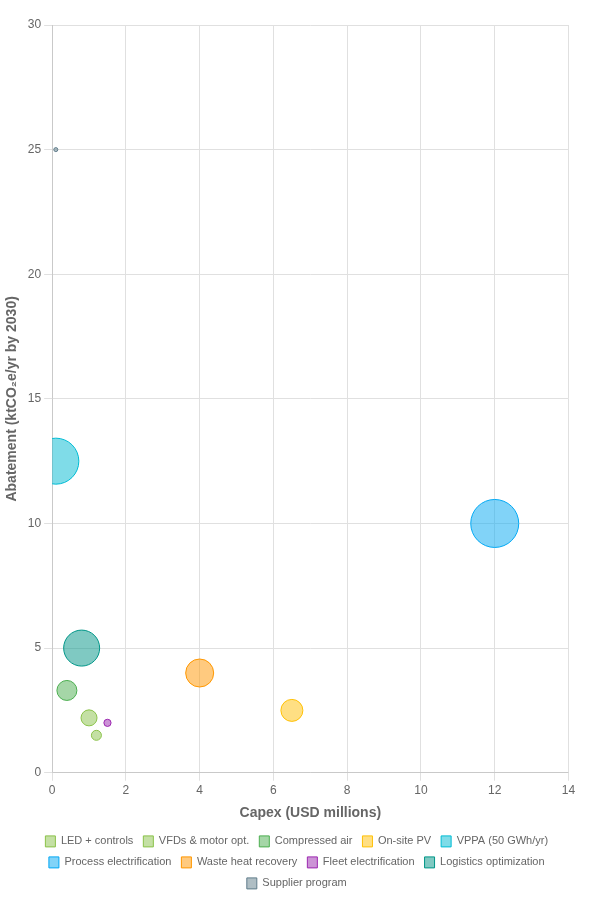 30
25
20
15
10
5
0
Abatement (ktCO₂e/yr by 2030)
0 2 4 6 8 10 12 14
Capex (USD millions)
LED + controls VFDs & motor opt. Compressed air On-site PV VPPA (50 GWh/yr)
Process electrification Waste heat recovery Fleet electrification Logistics optimization
Supplier program